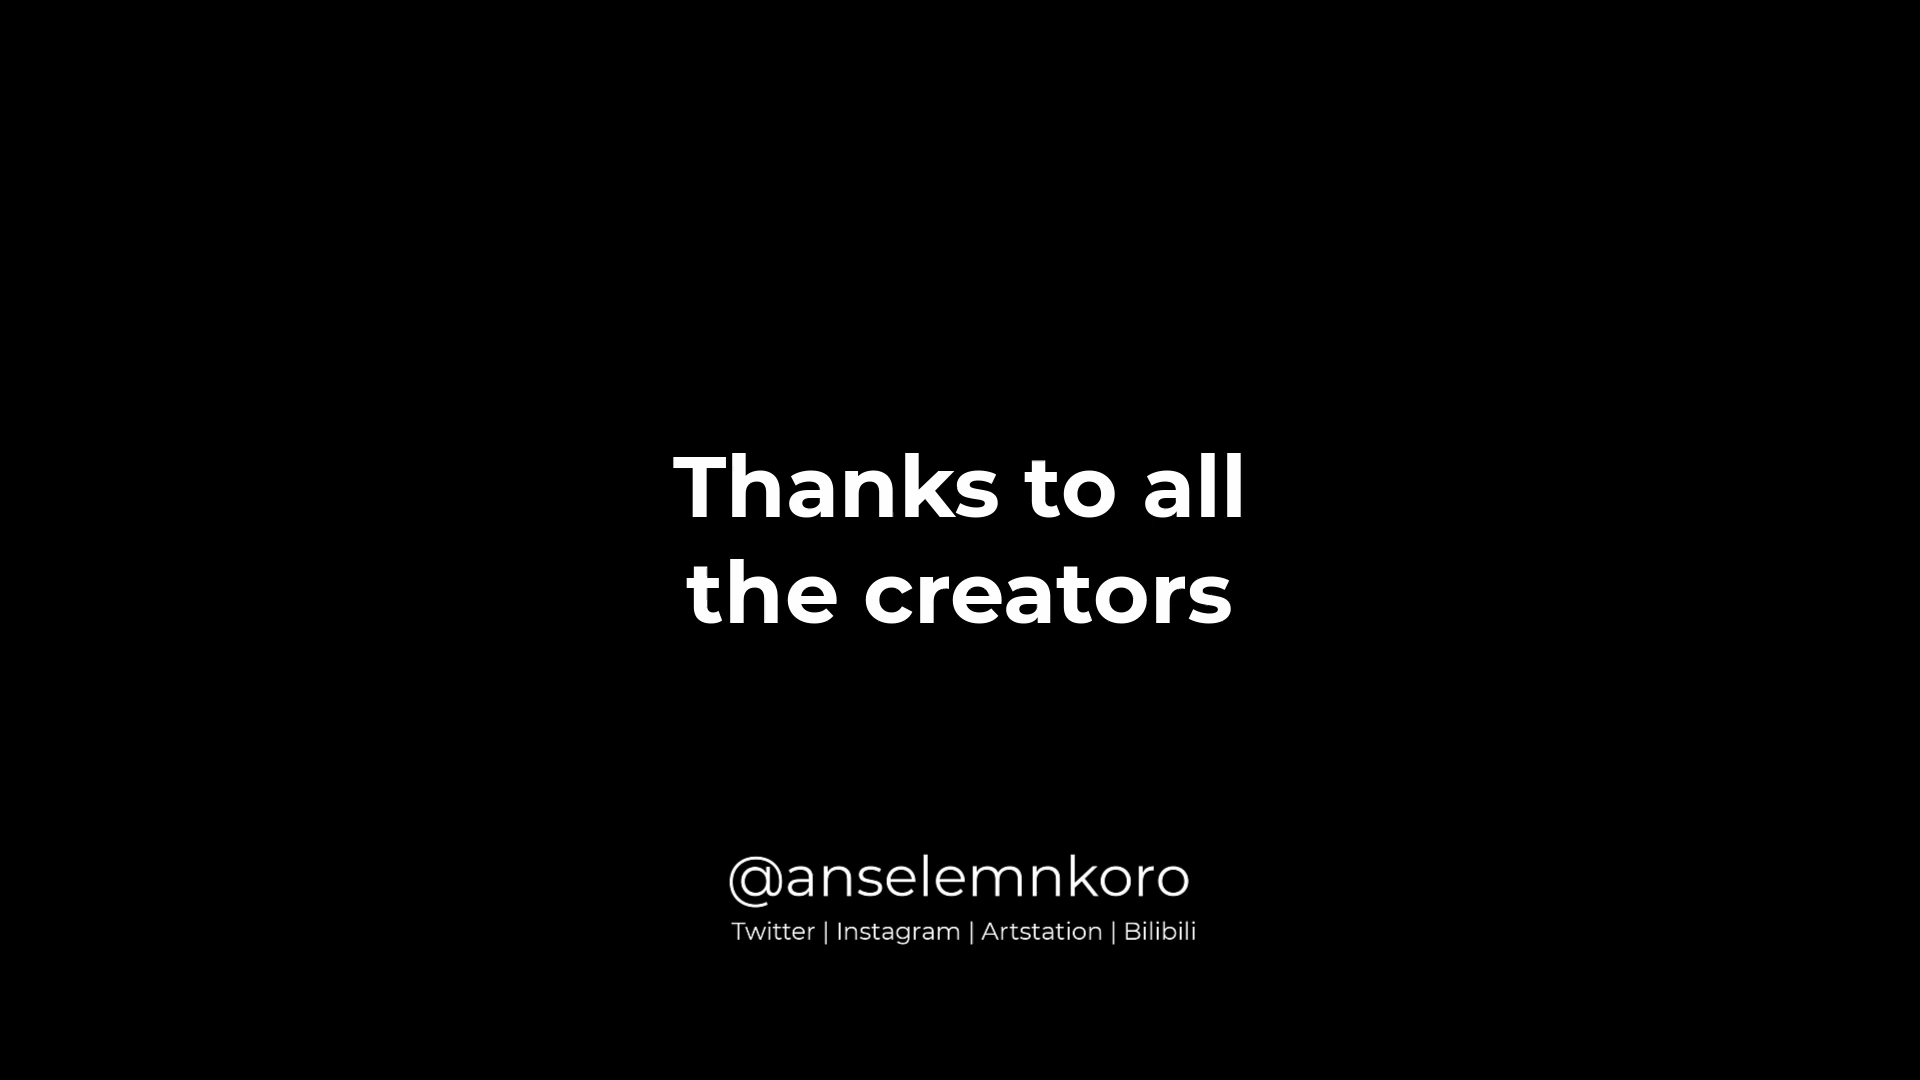 Thanks to all
the creators
@anselemnkoro
Twitter | Instagram | Artstation | Bilibili